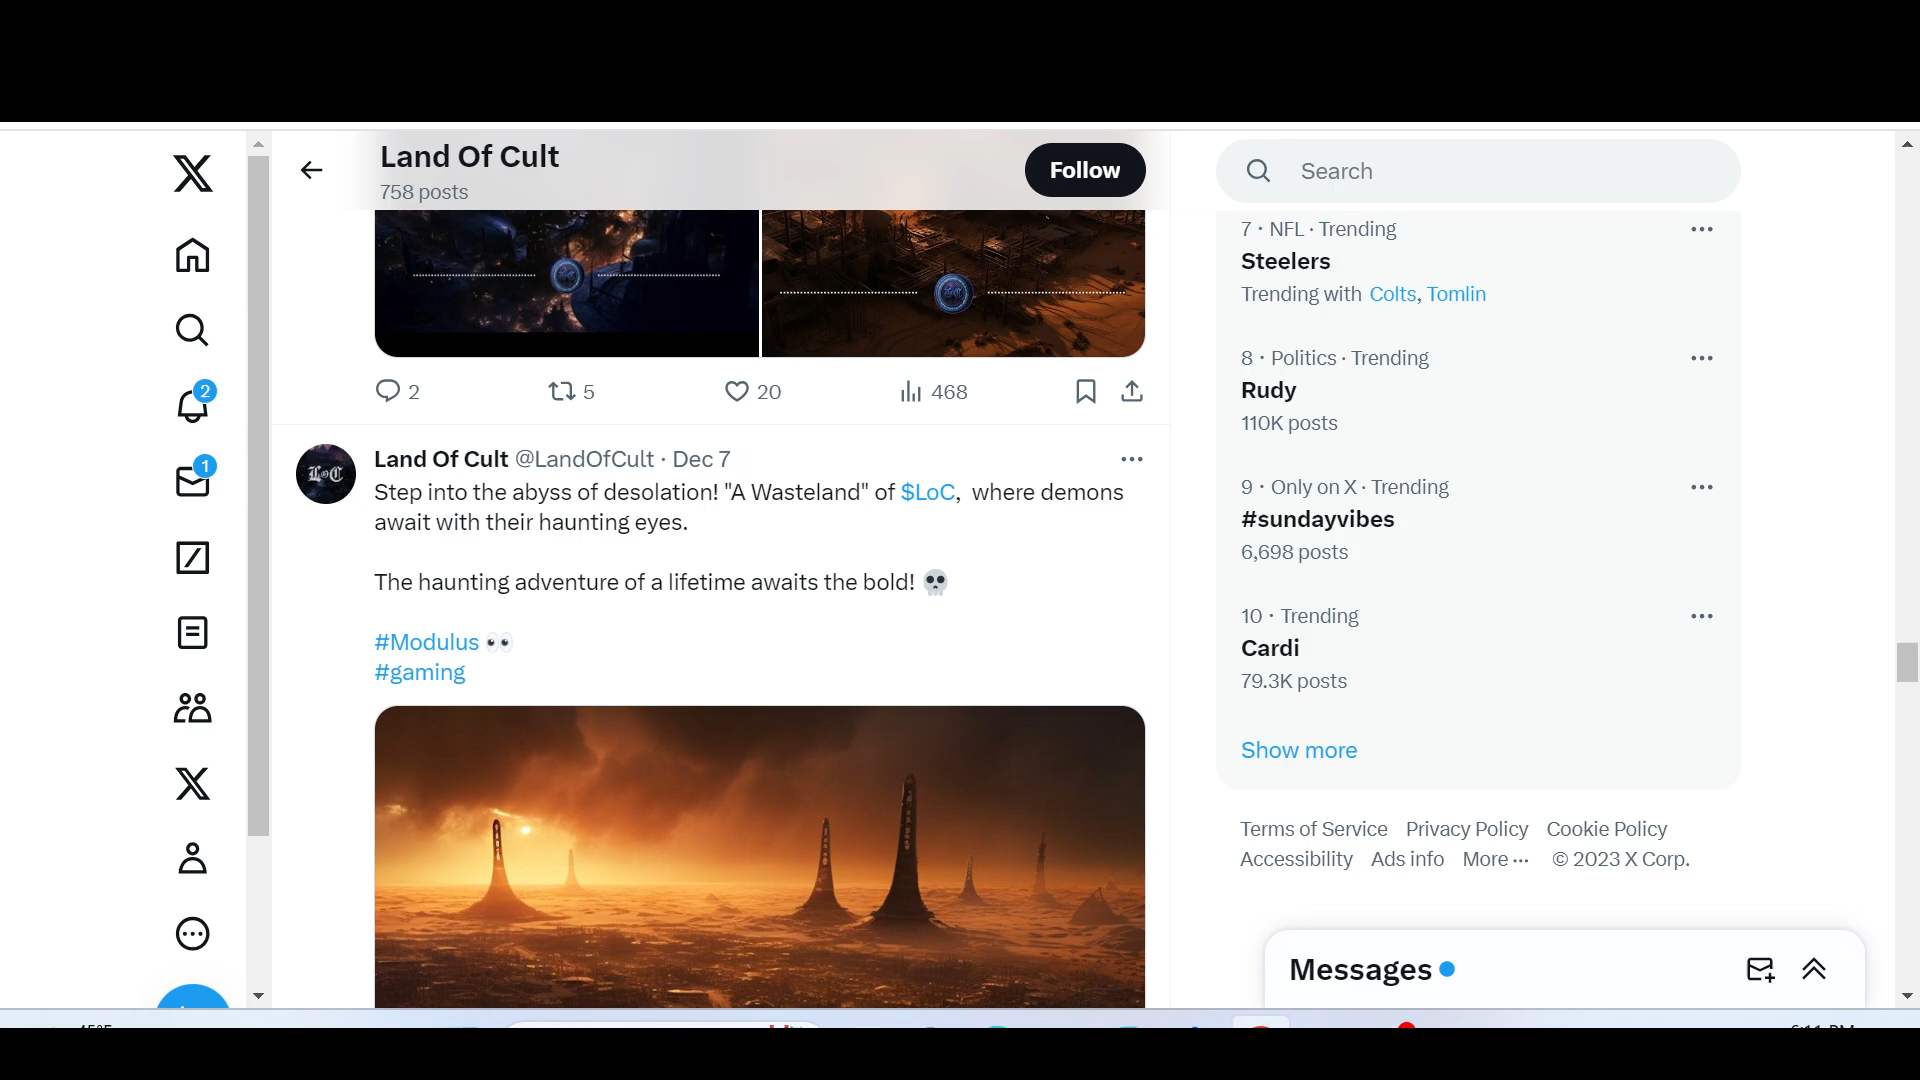 Land Of Cult
758 posts
Follow
Search
2
5
20
468
Land Of Cult @LandOfCult · Dec 7
Step into the abyss of desolation! "A Wasteland" of $LoC, where demons
await with their haunting eyes.
The haunting adventure of a lifetime awaits the bold! 💀
#Modulus 👀
#gaming
LoC
2
1
7 · NFL · Trending
Steelers
Trending with Colts, Tomlin
8 · Politics · Trending
Rudy
110K posts
9 · Only on X · Trending
#sundayvibes
6,698 posts
10 · Trending
Cardi
79.3K posts
Show more
Terms of Service Privacy Policy Cookie Policy
Accessibility Ads info More ··· © 2023 X Corp.
Messages